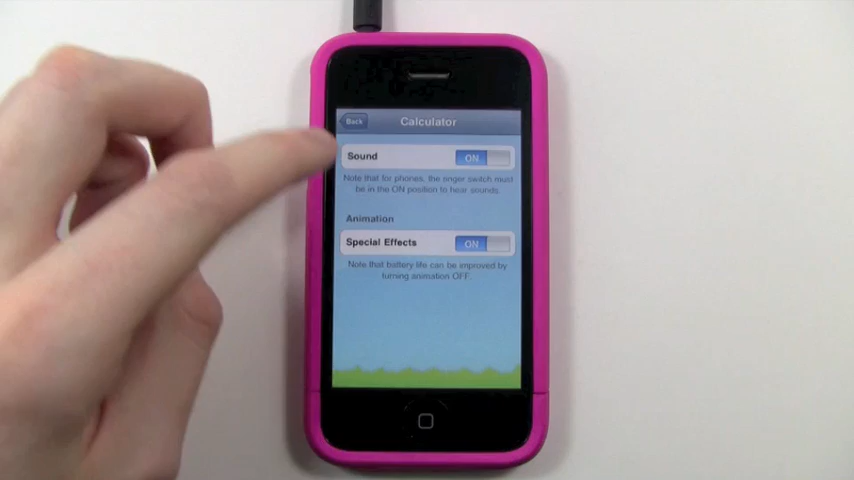 Back
Calculator
Sound
ON
Note that for phones, the ringer switch must
be in the ON position to hear sounds.
Animation
Special Effects
ON
Note that battery life can be improved by
turning animation OFF.